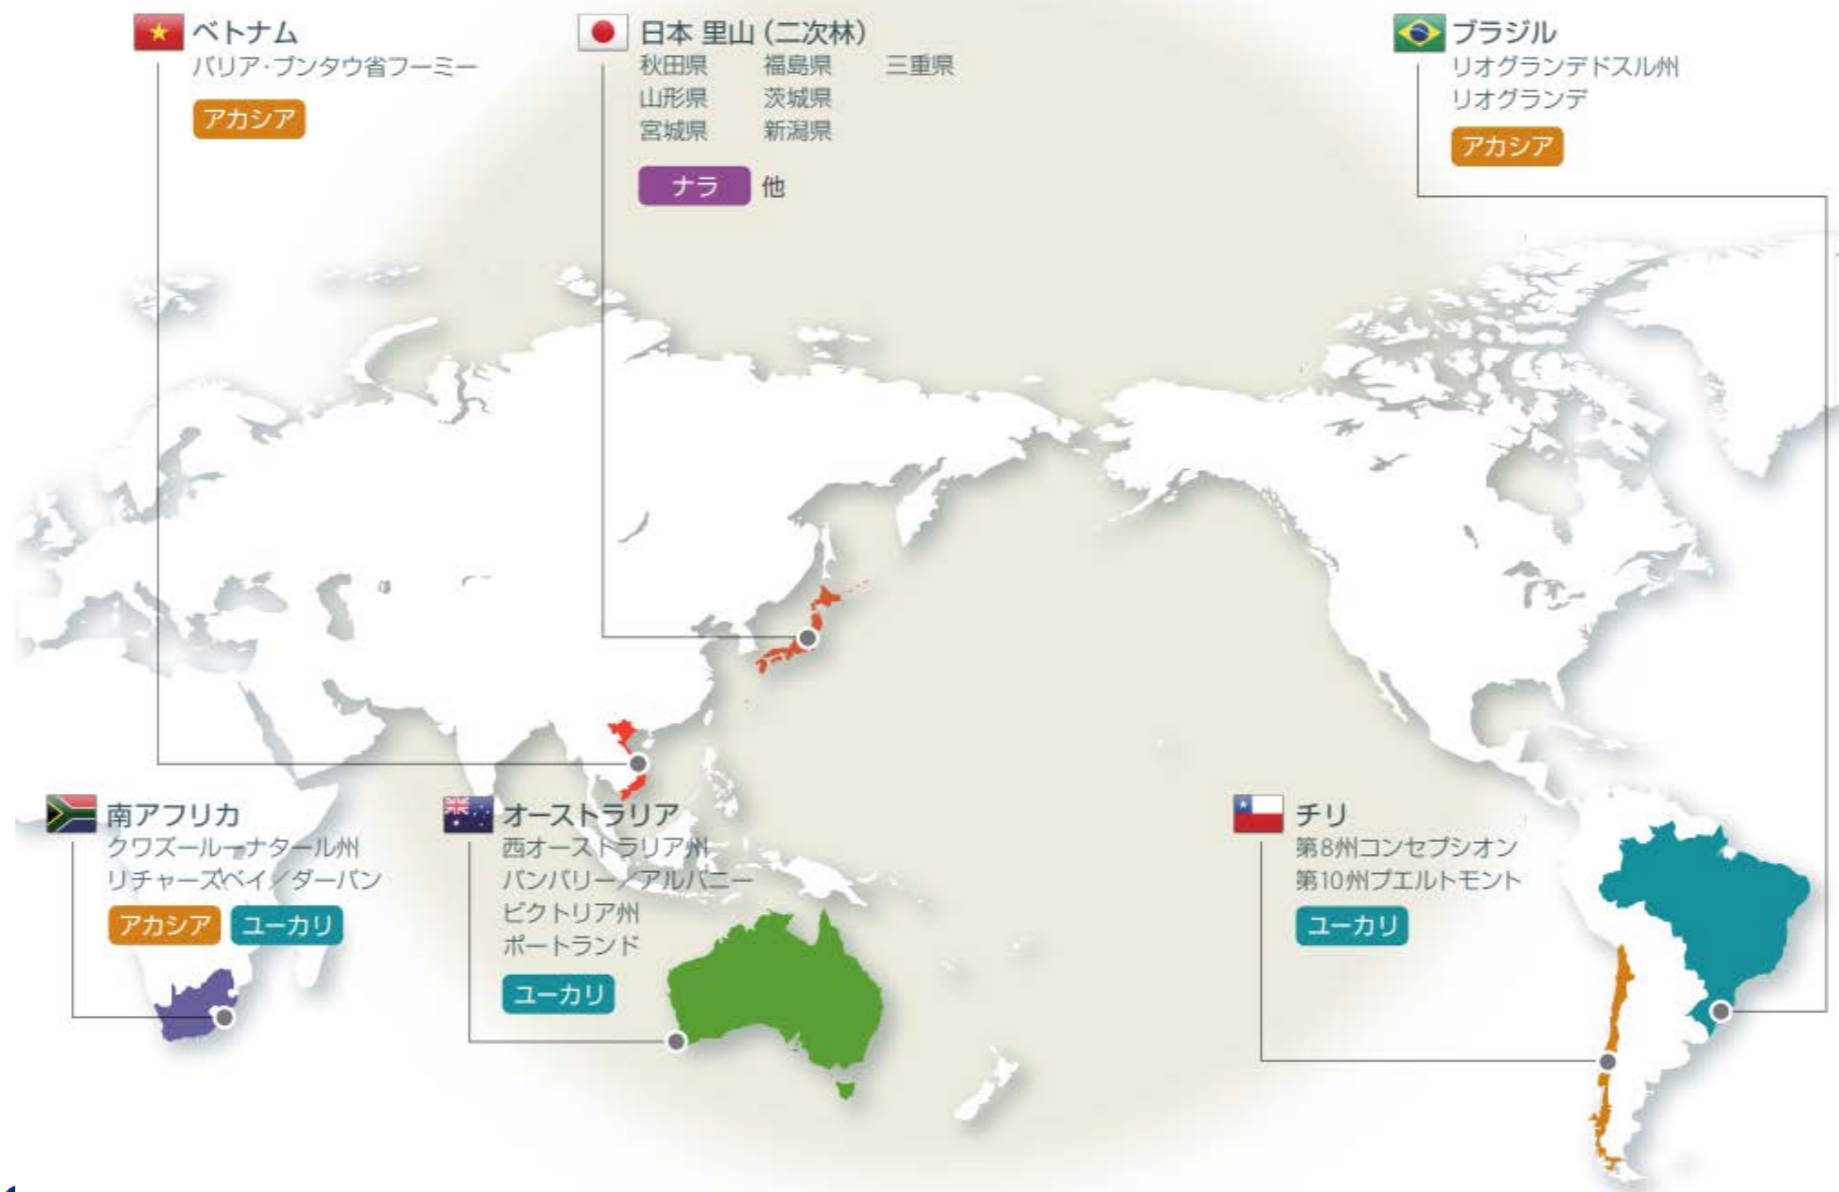 ベトナム
バリア・ブンタウ省フーミー
アカシア
日本 里山（二次林）
秋田県 福島県 三重県
山形県 茨城県
宮城県 新潟県
ナラ 他
ブラジル
リオグランデドスル州
リオグランデ
アカシア
南アフリカ
クワズールーナタール州
リチャーズベイ／ダーバン
アカシア ユーカリ
オーストラリア
西オーストラリア州
バンバリー／アルバニー
ビクトリア州
ポートランド
ユーカリ
チリ
第8州コンセプシオン
第10州プエルトモント
ユーカリ